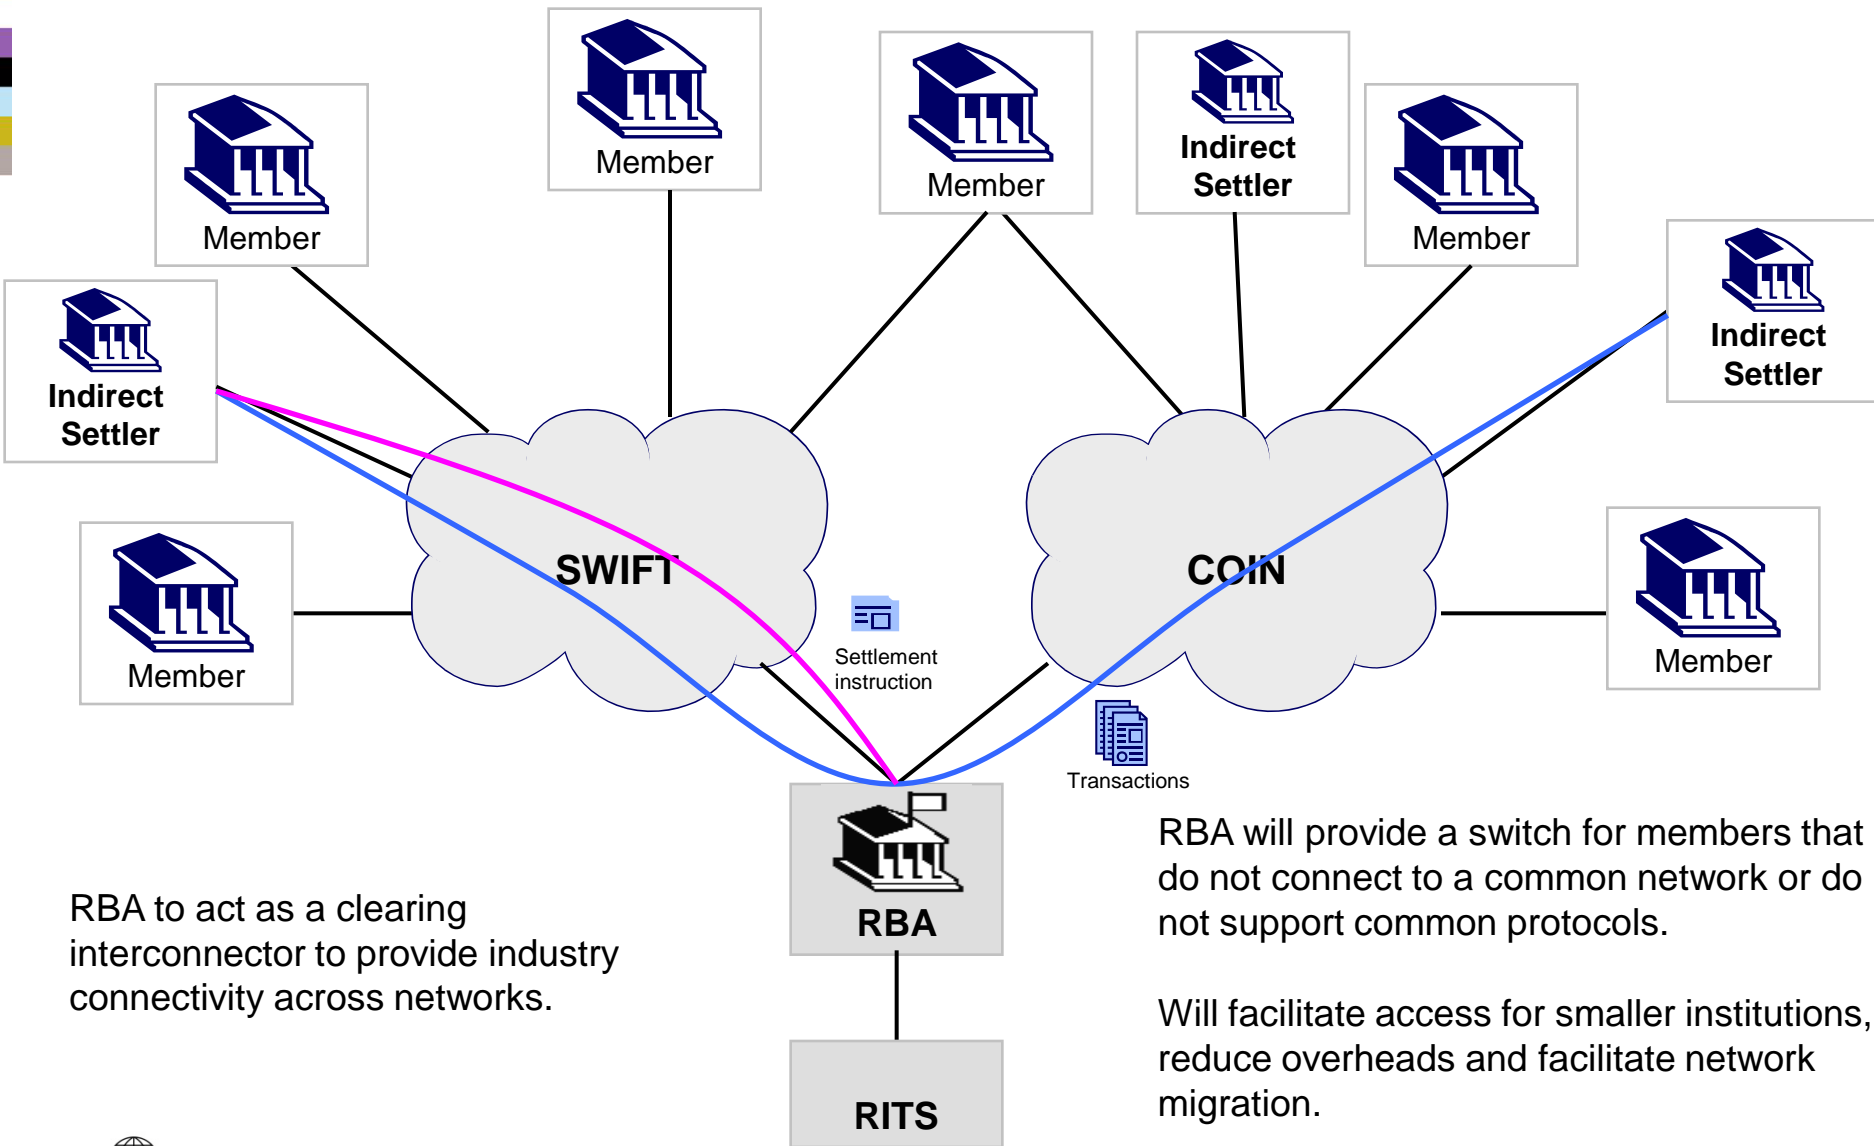 Member
Member
Member
Indirect
Settler
Member
Indirect
Settler
Indirect
Settler
Member
SWIFT
COIN
Member
Settlement
instruction
Transactions
RBA
RITS
RBA to act as a clearing
interconnector to provide industry
connectivity across networks.
RBA will provide a switch for members that
do not connect to a common network or do
not support common protocols.
Will facilitate access for smaller institutions,
reduce overheads and facilitate network
migration.